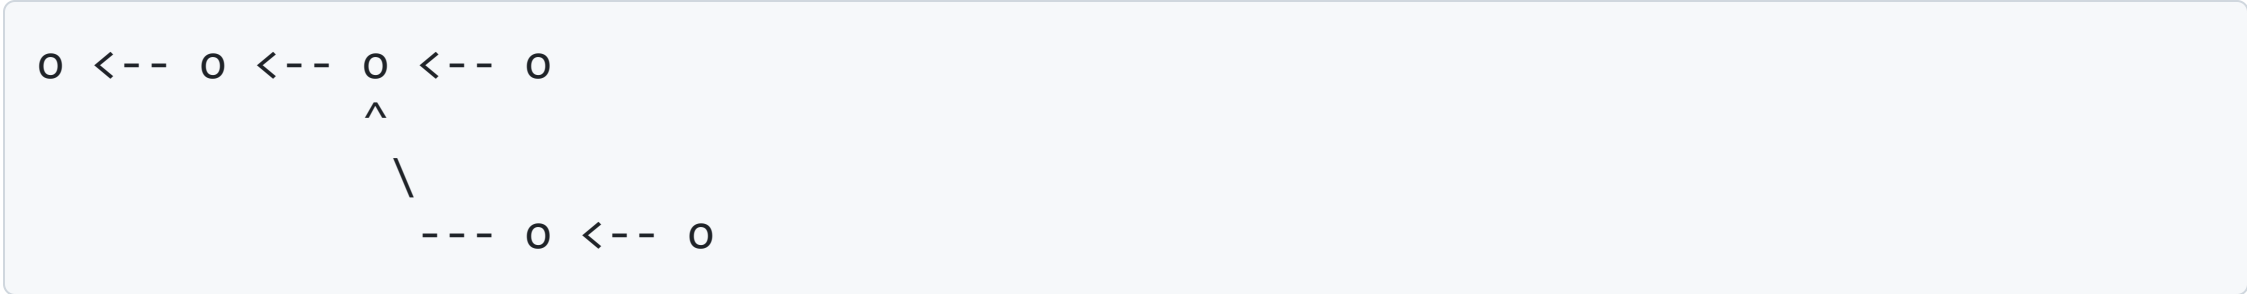 o <-- o <-- o <-- o
            ^
             \
              --- o <-- o